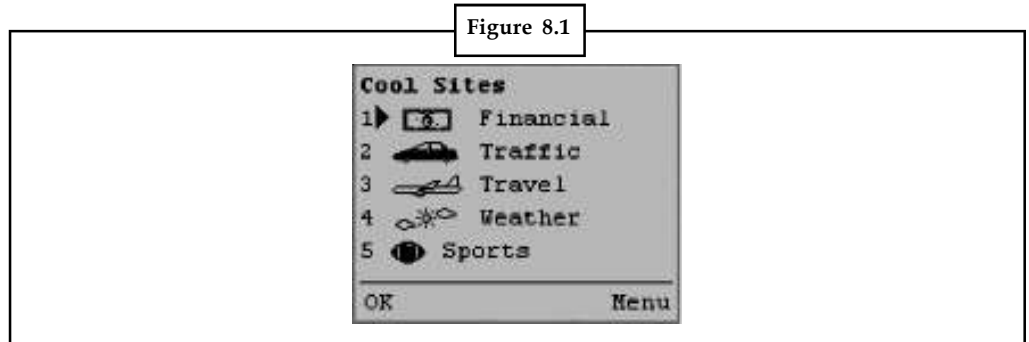 Figure 8.1
Cool Sites
1 Financial
2 Traffic
3 Travel
4 Weather
5 Sports
OK Menu